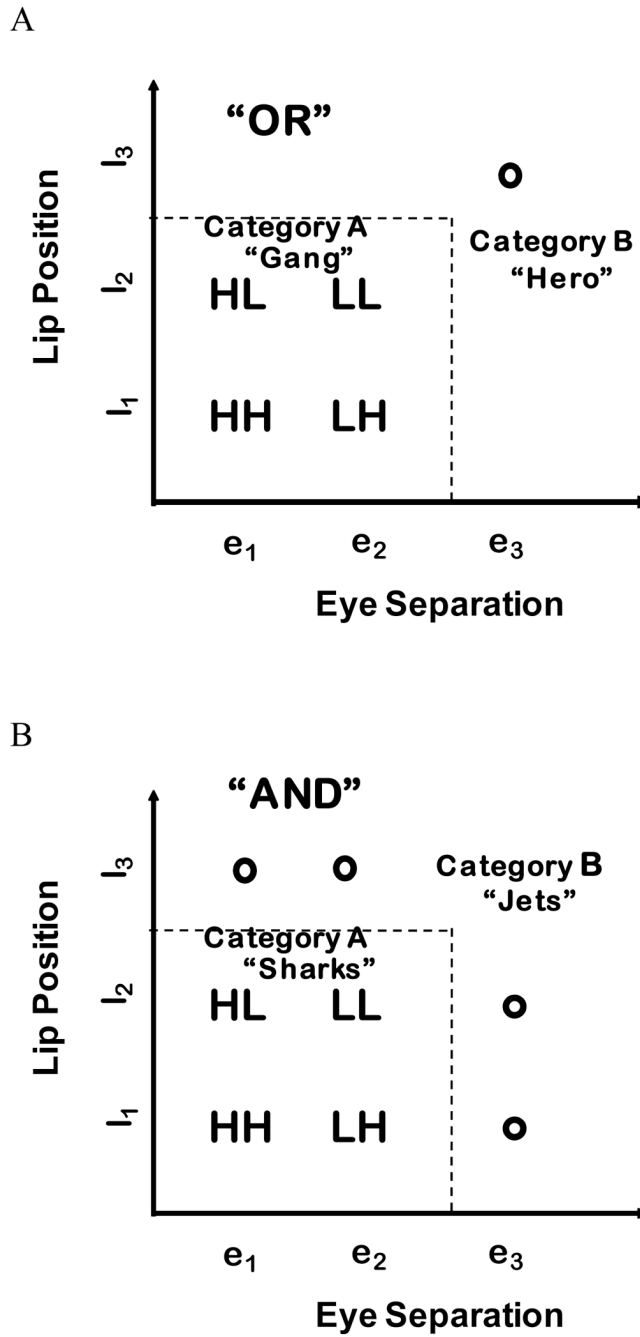 A
“OR”
l3
Category A
“Gang”
Category B
“Hero”
l2
HL LL
l1
HH LH
Lip Position
e1 e2 e3
Eye Separation
B
“AND”
l3
Category B
“Jets”
Category A
“Sharks”
l2
HL LL
l1
HH LH
Lip Position
e1 e2 e3
Eye Separation